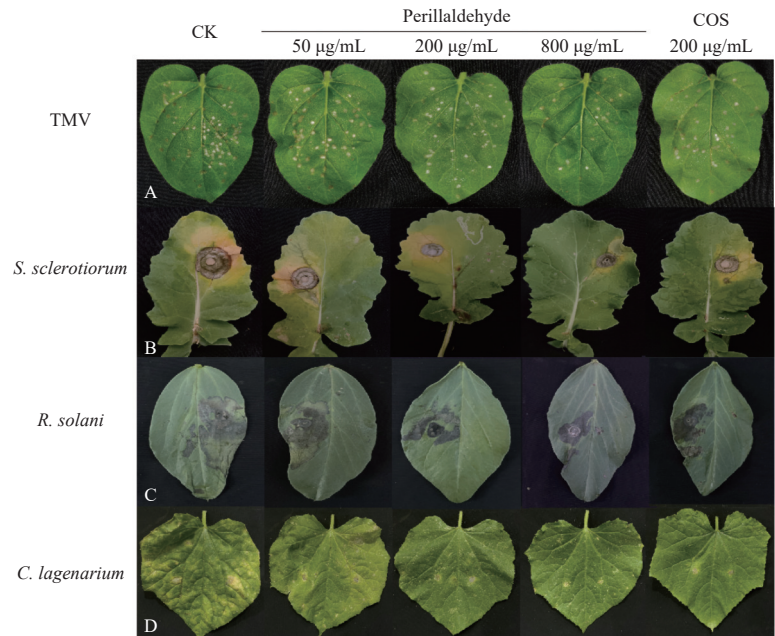 CK
Perillaldehyde
COS
50 μg/mL
200 μg/mL
800 μg/mL
200 μg/mL
TMV
A
S. sclerotiorum
B
R. solani
C
C. lagenarium
D